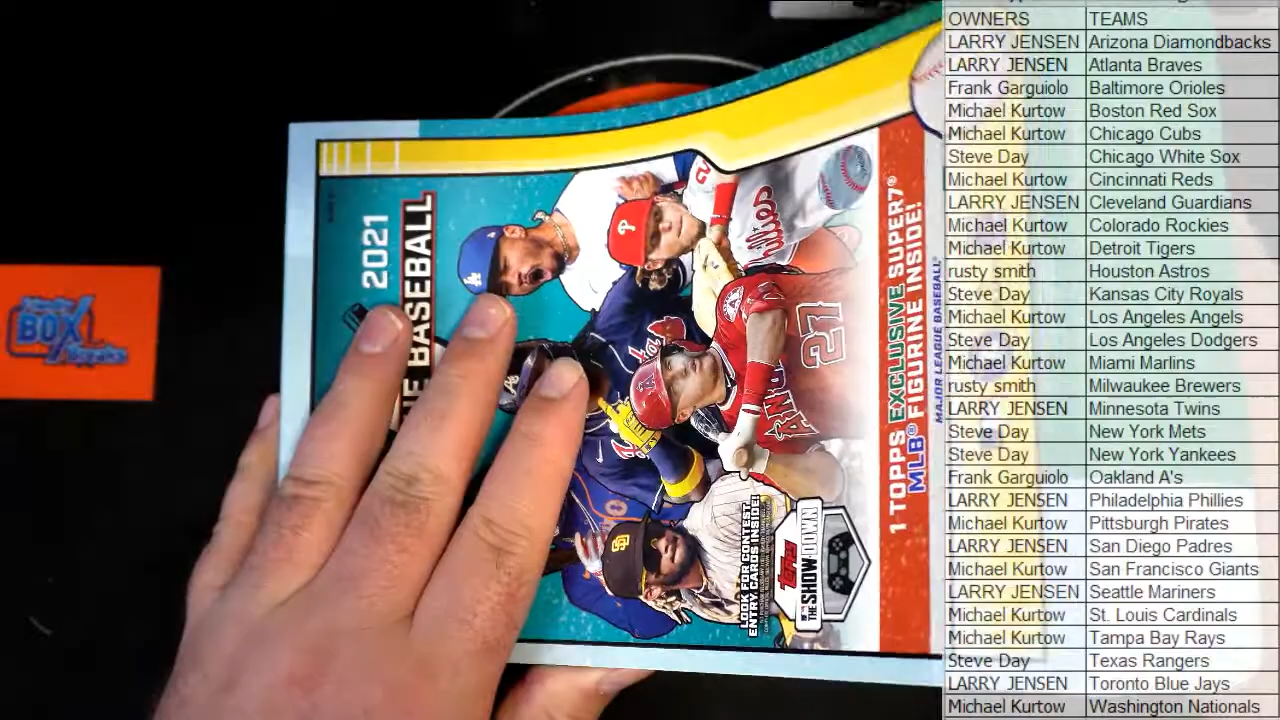 OWNERS TEAMS
LARRY JENSEN Arizona Diamondbacks
LARRY JENSEN Atlanta Braves
Frank Garguiolo Baltimore Orioles
Michael Kurtow Boston Red Sox
Michael Kurtow Chicago Cubs
Steve Day Chicago White Sox
Michael Kurtow Cincinnati Reds
LARRY JENSEN Cleveland Guardians
Michael Kurtow Colorado Rockies
Michael Kurtow Detroit Tigers
rusty smith Houston Astros
Steve Day Kansas City Royals
Michael Kurtow Los Angeles Angels
Steve Day Los Angeles Dodgers
Michael Kurtow Miami Marlins
rusty smith Milwaukee Brewers
LARRY JENSEN Minnesota Twins
Steve Day New York Mets
Steve Day New York Yankees
Frank Garguiolo Oakland A's
LARRY JENSEN Philadelphia Phillies
Michael Kurtow Pittsburgh Pirates
LARRY JENSEN San Diego Padres
Michael Kurtow San Francisco Giants
LARRY JENSEN Seattle Mariners
Michael Kurtow St. Louis Cardinals
Michael Kurtow Tampa Bay Rays
Steve Day Texas Rangers
LARRY JENSEN Toronto Blue Jays
Michael Kurtow Washington Nationals
2021
BASEBALL
1 TOPPS EXCLUSIVE SUPER7®
MLB® FIGURINE INSIDE!
MAJOR LEAGUE BASEBALL
LOOK FOR CONTEST
ENTRY CARDS INSIDE!
Topps
THE SHOWDOWN
27
BOX
Breaks